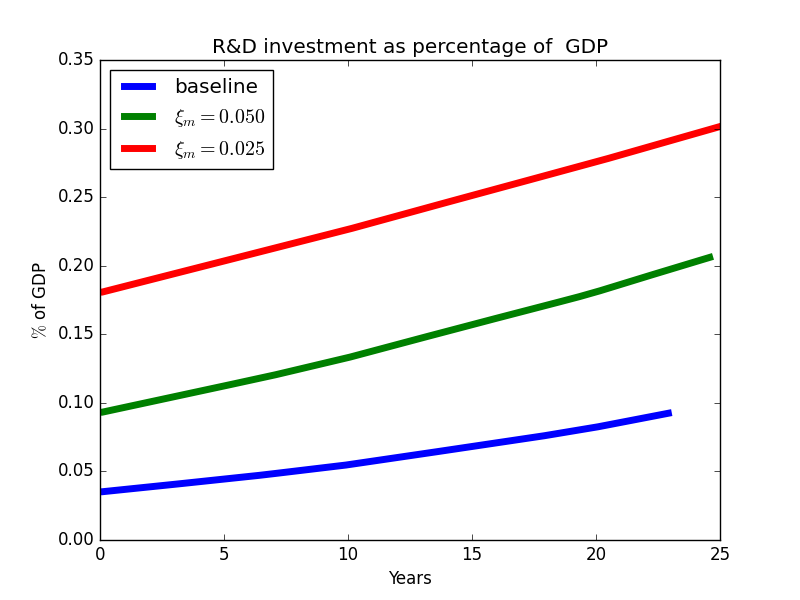 R&D investment as percentage of  GDP
baseline
ξm = 0.050
ξm = 0.025
% of GDP
0.35
0.30
0.25
0.20
0.15
0.10
0.05
0.00
0 5 10 15 20 25
Years